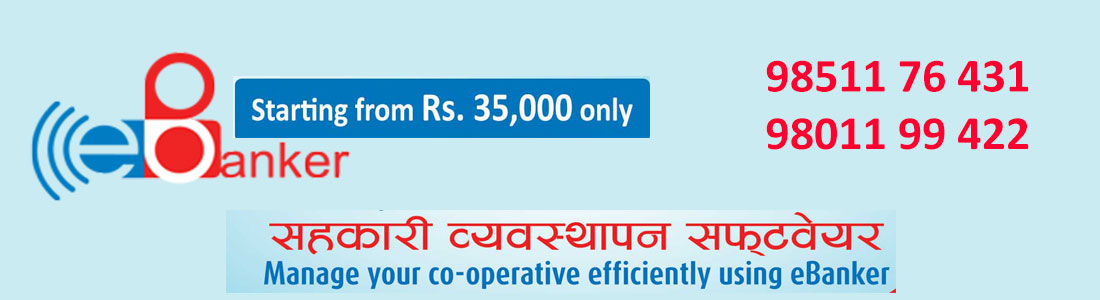 eBanker
Starting from Rs. 35,000 only
98511 76 431
98011 99 422
सहकारी व्यवस्थापन सफ्टवेयर
Manage your co-operative efficiently using eBanker